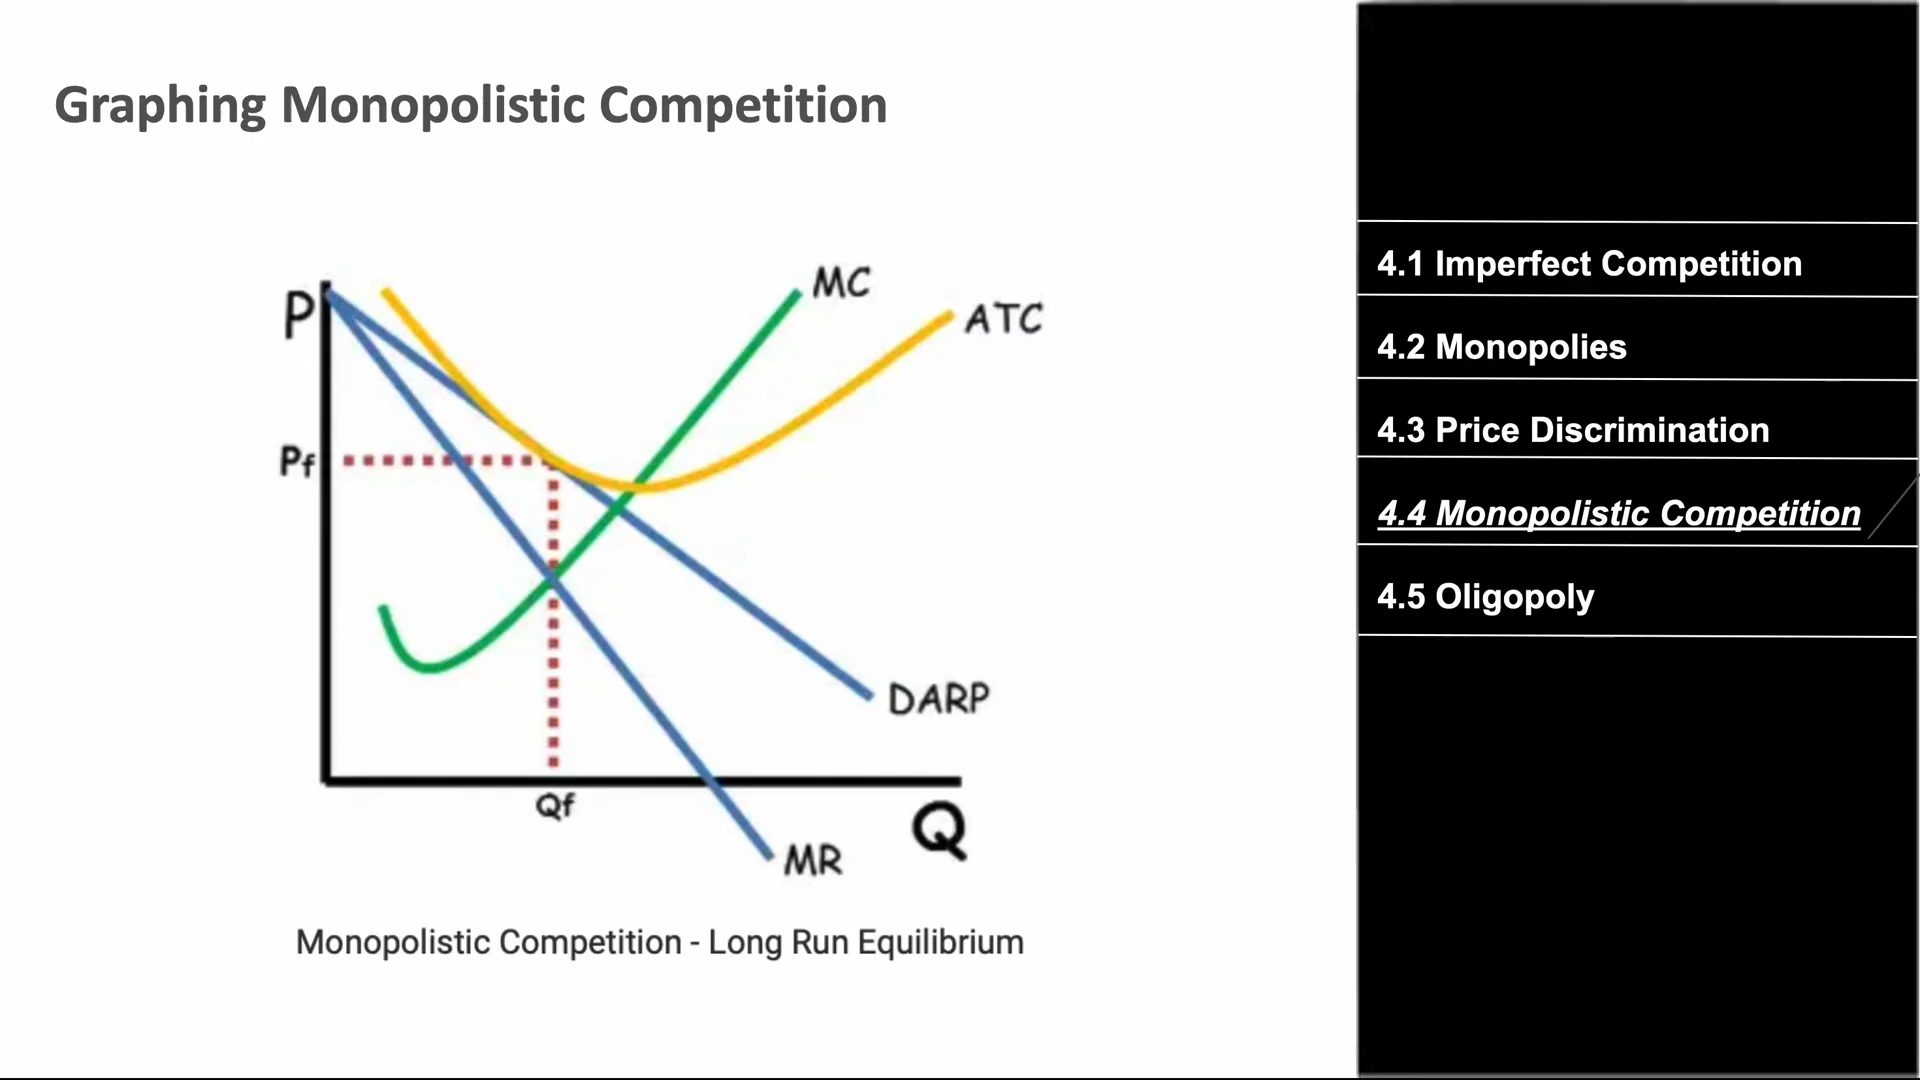 Graphing Monopolistic Competition
P
MC
ATC
Pf
DARP
Qf
Q
MR
Monopolistic Competition - Long Run Equilibrium
4.1 Imperfect Competition
4.2 Monopolies
4.3 Price Discrimination
4.4 Monopolistic Competition
4.5 Oligopoly